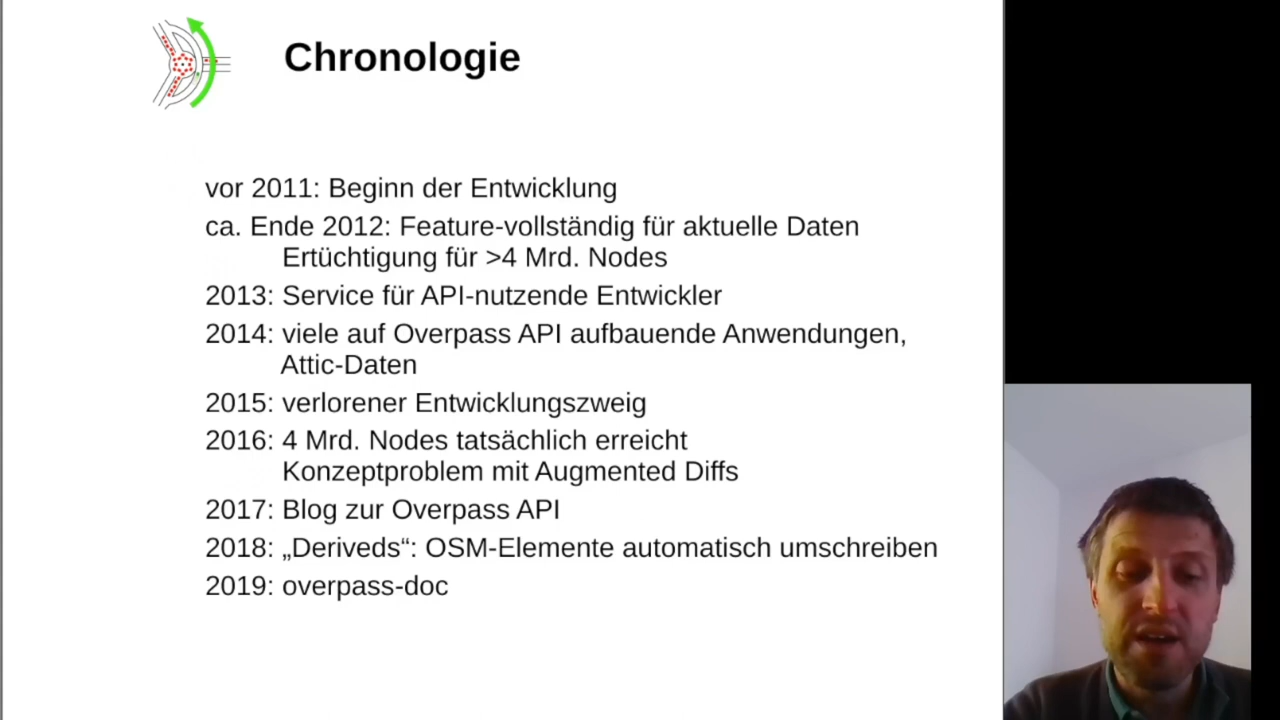 Chronologie
vor 2011: Beginn der Entwicklung
ca. Ende 2012: Feature-vollständig für aktuelle Daten
Ertüchtigung für >4 Mrd. Nodes
2013: Service für API-nutzende Entwickler
2014: viele auf Overpass API aufbauende Anwendungen,
Attic-Daten
2015: verlorener Entwicklungszweig
2016: 4 Mrd. Nodes tatsächlich erreicht
Konzeptproblem mit Augmented Diffs
2017: Blog zur Overpass API
2018: „Deriveds“: OSM-Elemente automatisch umschreiben
2019: overpass-doc